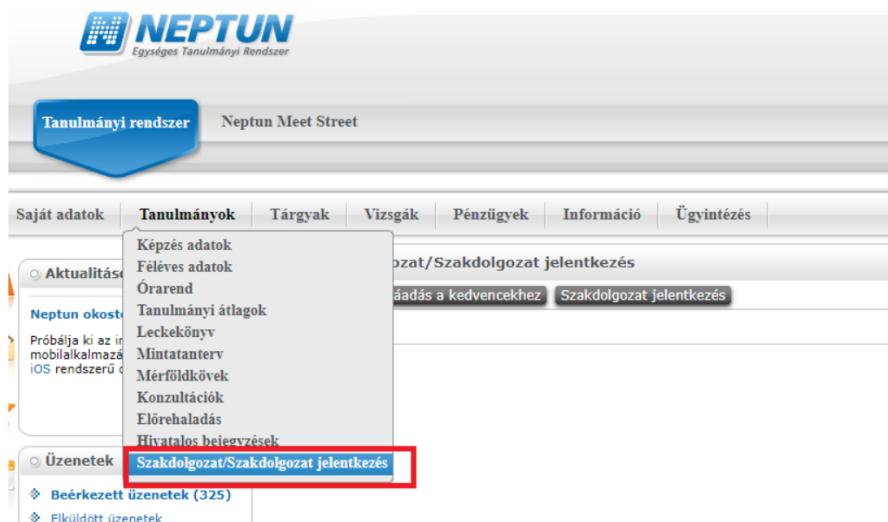 NEPTUN
Egységes Tanulmányi Rendszer
Tanulmányi rendszer
Neptun Meet Street
Saját adatok Tanulmányok Tárgyak Vizsgák Pénzügyek Információ Ügyintézés
Képzés adatok
Féléves adatok
Órarend
Tanulmányi átlagok
Leckekönyv
Mintatanterv
Mérföldkövek
Konzultációk
Előrehaladás
Hivatalos bejegyzések
Szakdolgozat/Szakdolgozat jelentkezés
ozat/Szakdolgozat jelentkezés
áadás a kedvencekhez Szakdolgozat jelentkezés
Aktualitás
Neptun okost
Próbálja ki az i
mobilalkalmazá
iOS rendszerű
Üzenetek
Beérkezett üzenetek (325)
Elküldött üzenetek